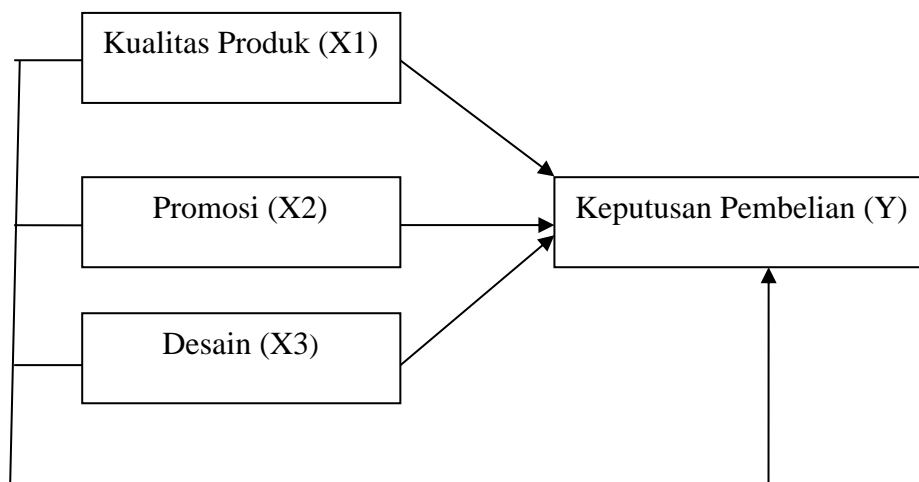 Kualitas Produk (X1)
Promosi (X2)
Keputusan Pembelian (Y)
Desain (X3)